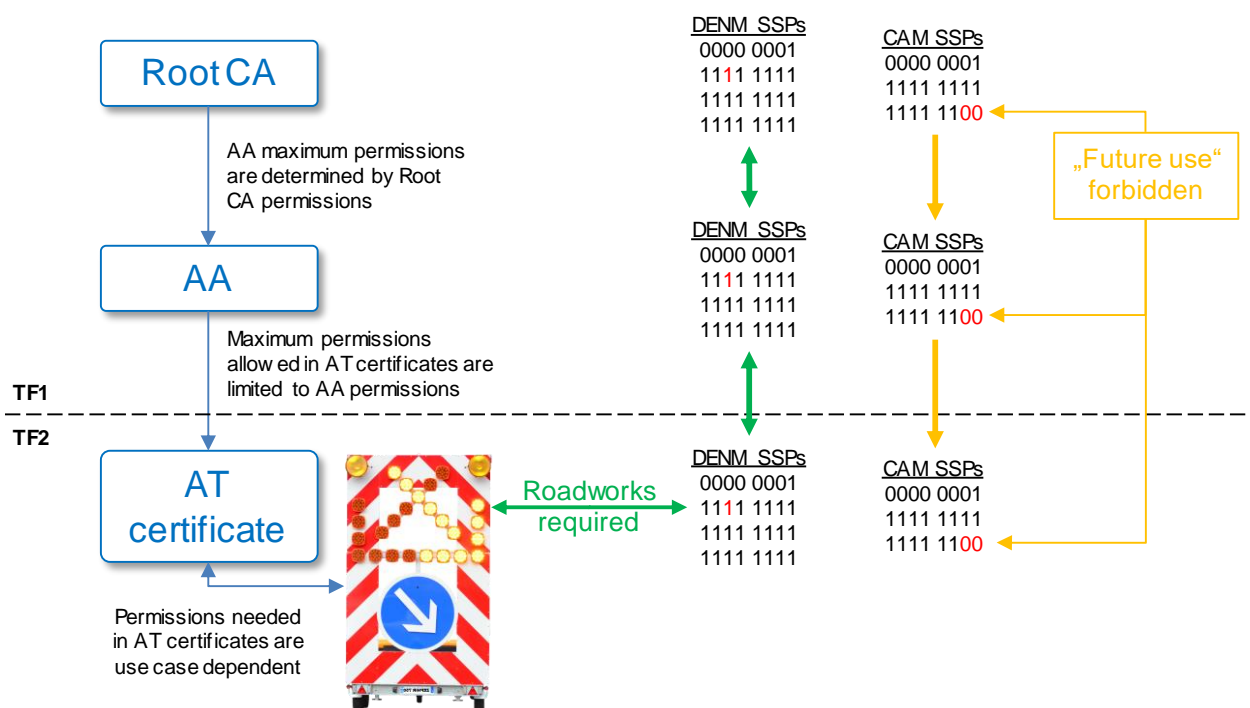 Root CA
AA maximum permissions
are determined by Root
CA permissions
AA
Maximum permissions
allowed in AT certificates are
limited to AA permissions
TF1
TF2
AT
certificate
Permissions needed
in AT certificates are
use case dependent
Roadworks
required
DENM SSPs
0000 0001
1111 1111
1111 1111
1111 1111
DENM SSPs
0000 0001
1111 1111
1111 1111
1111 1111
DENM SSPs
0000 0001
1111 1111
1111 1111
1111 1111
CAM SSPs
0000 0001
1111 1111
1111 1100
CAM SSPs
0000 0001
1111 1111
1111 1100
CAM SSPs
0000 0001
1111 1111
1111 1100
„Future use“
forbidden